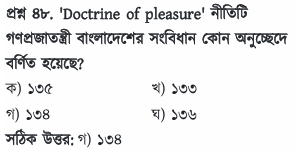 প্রশ্ন ৪৮. 'Doctrine of pleasure' নীতিটি
গণপ্রজাতন্ত্রী বাংলাদেশের সংবিধান কোন অনুচ্ছেদে
বর্ণিত হয়েছে?
ক) ১৩৫ খ) ১৩৩
গ) ১৩৪ ঘ) ১৩৬
সঠিক উত্তর: গ) ১৩৪